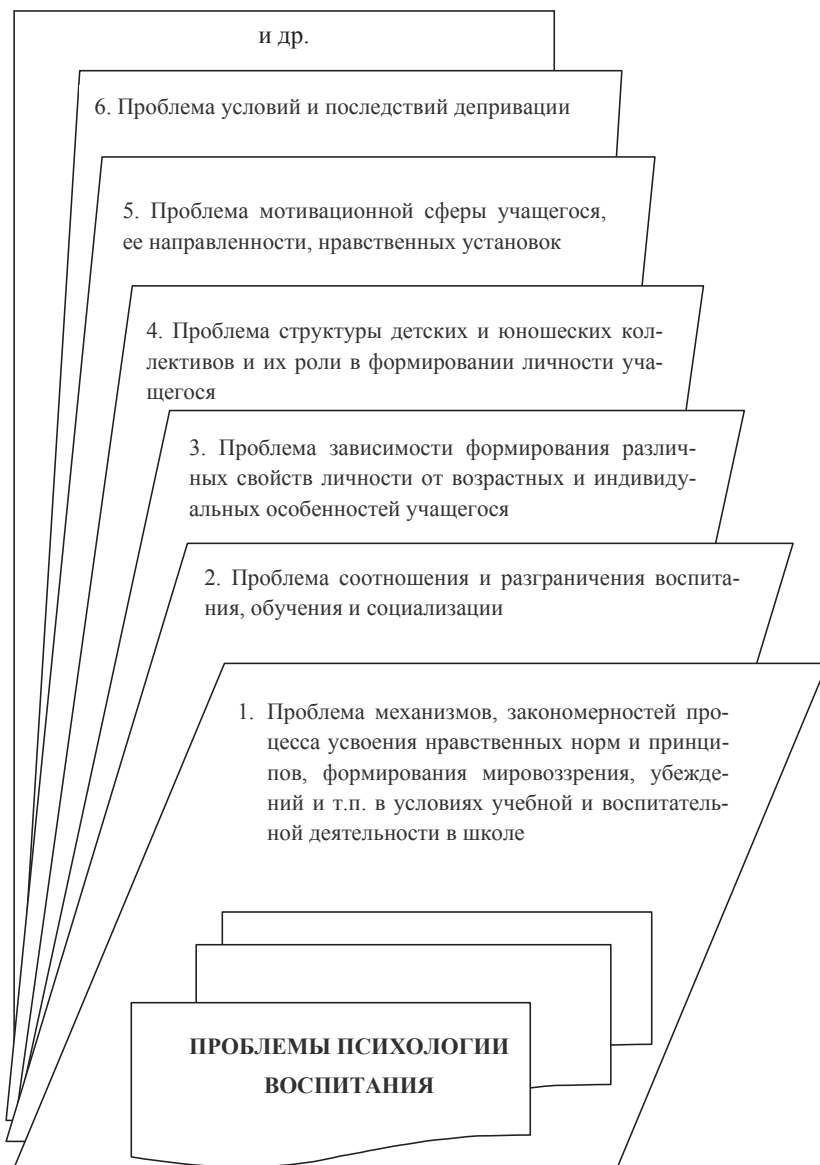 и др.
6. Проблема условий и последствий депривации
5. Проблема мотивационной сферы учащегося,
ее направленности, нравственных установок
4. Проблема структуры детских и юношеских кол-
лективов и их роли в формировании личности уча-
щегося
3. Проблема зависимости формирования различ-
ных свойств личности от возрастных и индивиду-
альных особенностей учащегося
2. Проблема соотношения и разграничения воспита-
ния, обучения и социализации
1. Проблема механизмов, закономерностей про-
цесса усвоения нравственных норм и принци-
пов, формирования мировоззрения, убежде-
ний и т.п. в условиях учебной и воспитатель-
ной деятельности в школе
ПРОБЛЕМЫ ПСИХОЛОГИИ
ВОСПИТАНИЯ